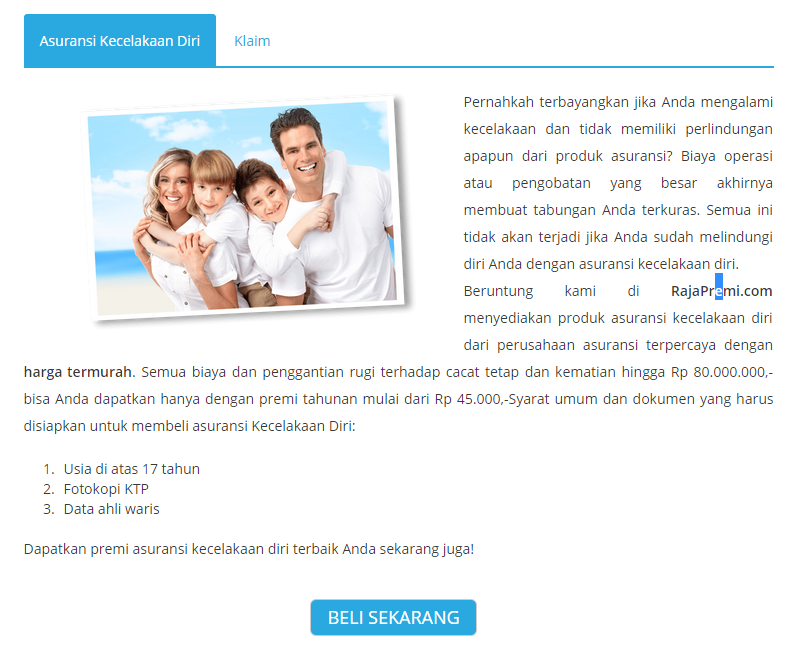 Asuransi Kecelakaan Diri
Klaim
Pernahkah terbayangkan jika Anda mengalami
kecelakaan dan tidak memiliki perlindungan
apapun dari produk asuransi? Biaya operasi
atau pengobatan yang besar akhirnya
membuat tabungan Anda terkuras. Semua ini
tidak akan terjadi jika Anda sudah melindungi
diri Anda dengan asuransi kecelakaan diri.
Beruntung kami di RajaPremi.com
menyediakan produk asuransi kecelakaan diri
dari perusahaan asuransi terpercaya dengan
harga termurah. Semua biaya dan penggantian rugi terhadap cacat tetap dan kematian hingga Rp 80.000.000,-
bisa Anda dapatkan hanya dengan premi tahunan mulai dari Rp 45.000,-Syarat umum dan dokumen yang harus
disiapkan untuk membeli asuransi Kecelakaan Diri:
1. Usia di atas 17 tahun
2. Fotokopi KTP
3. Data ahli waris
Dapatkan premi asuransi kecelakaan diri terbaik Anda sekarang juga!
BELI SEKARANG